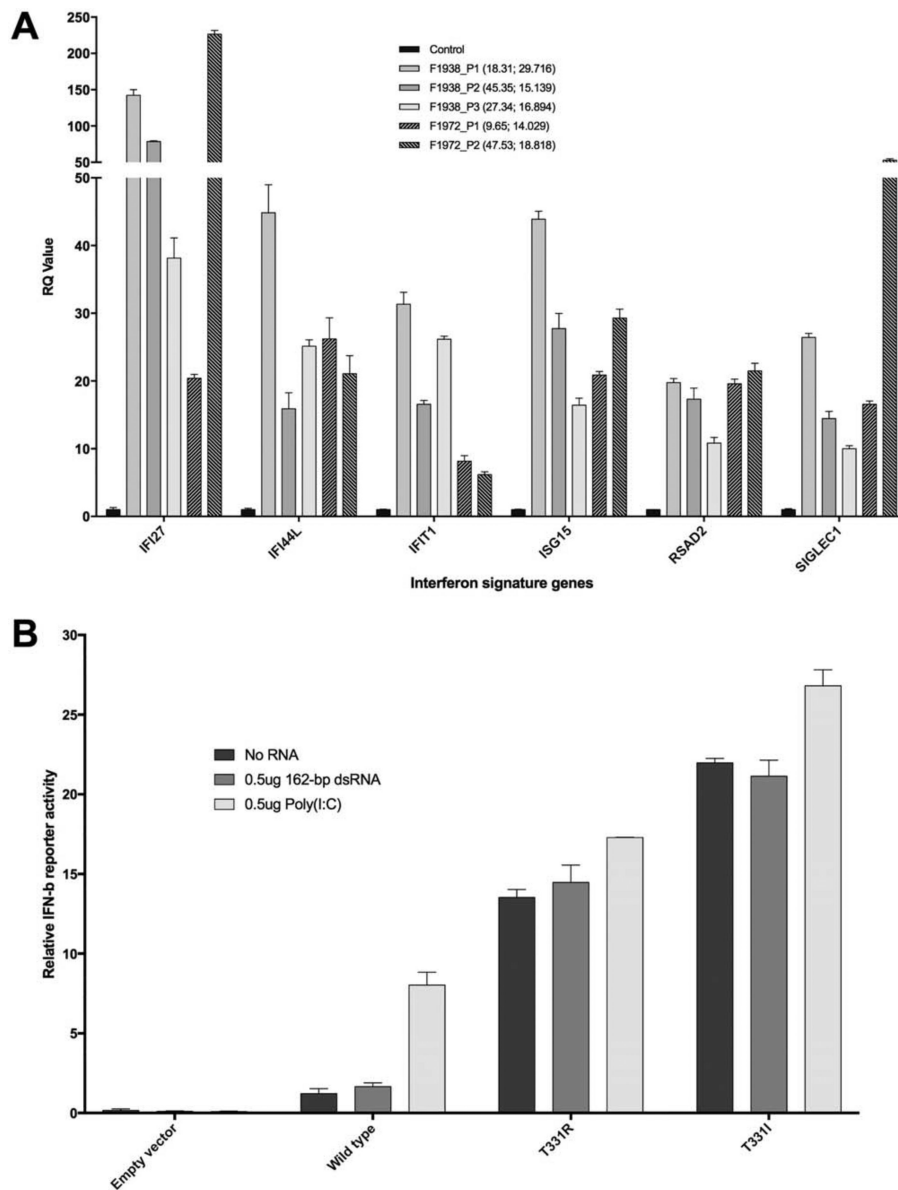 A
250
200
150
100
50
50
40
30
20
10
0
RQ Value
Control
F1938_P1 (18.31; 29.716)
F1938_P2 (45.35; 15.139)
F1938_P3 (27.34; 16.894)
F1972_P1 (9.65; 14.029)
F1972_P2 (47.53; 18.818)
IFI27
IFI44L
IFIT1
ISG15
RSAD2
SIGLEC1
Interferon signature genes
B
30
25
20
15
10
5
0
Relative IFN-b reporter activity
No RNA
0.5ug 162-bp dsRNA
0.5ug Poly(I:C)
Empty vector
Wild type
T331R
T331I